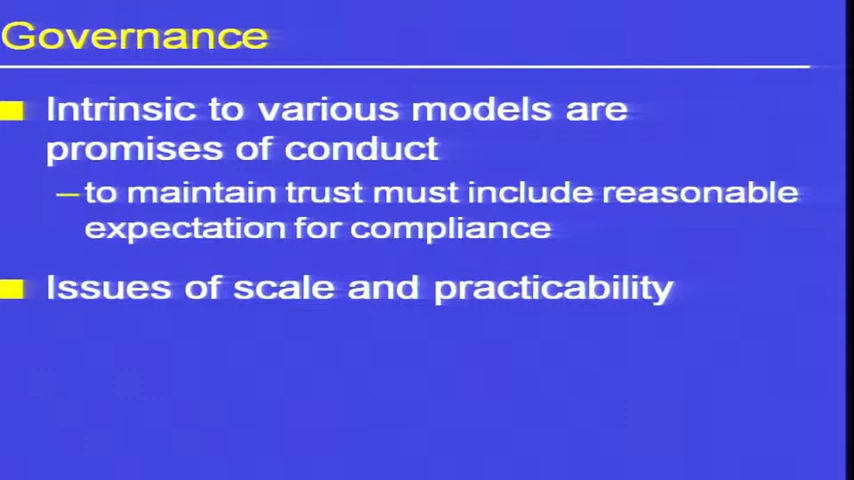 Governance
Intrinsic to various models are
promises of conduct
–to maintain trust must include reasonable
expectation for compliance
Issues of scale and practicability